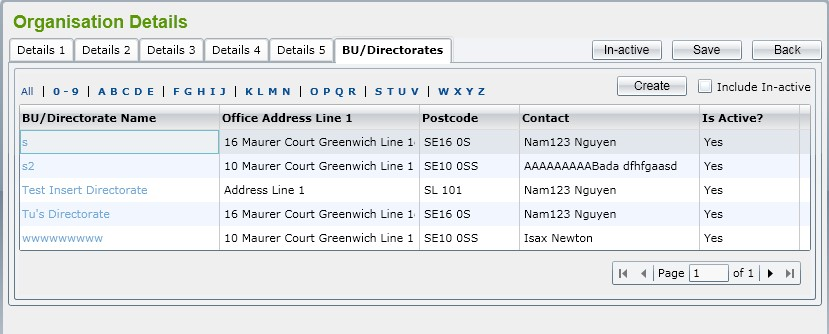 Organisation Details
Details 1 Details 2 Details 3 Details 4 Details 5 BU/Directorates In-active Save Back
All | 0 - 9 | A B C D E | F G H I J | K L M N | O P Q R | S T U V | W X Y Z Create Include In-active
BU/Directorate Name Office Address Line 1 Postcode Contact Is Active?
s 16 Maurer Court Greenwich Line 1 SE16 0S Nam123 Nguyen Yes
s2 10 Maurer Court Greenwich Line 1 SE10 0SS AAAAAAAAABada dfhfgaasd Yes
Test Insert Directorate Address Line 1 SL 101 Nam123 Nguyen Yes
Tu's Directorate 16 Maurer Court Greenwich Line 1 SE16 0S Nam123 Nguyen Yes
wwwwwwwww 10 Maurer Court Greenwich Line 1 SE10 0SS Isax Newton Yes
Page 1 of 1